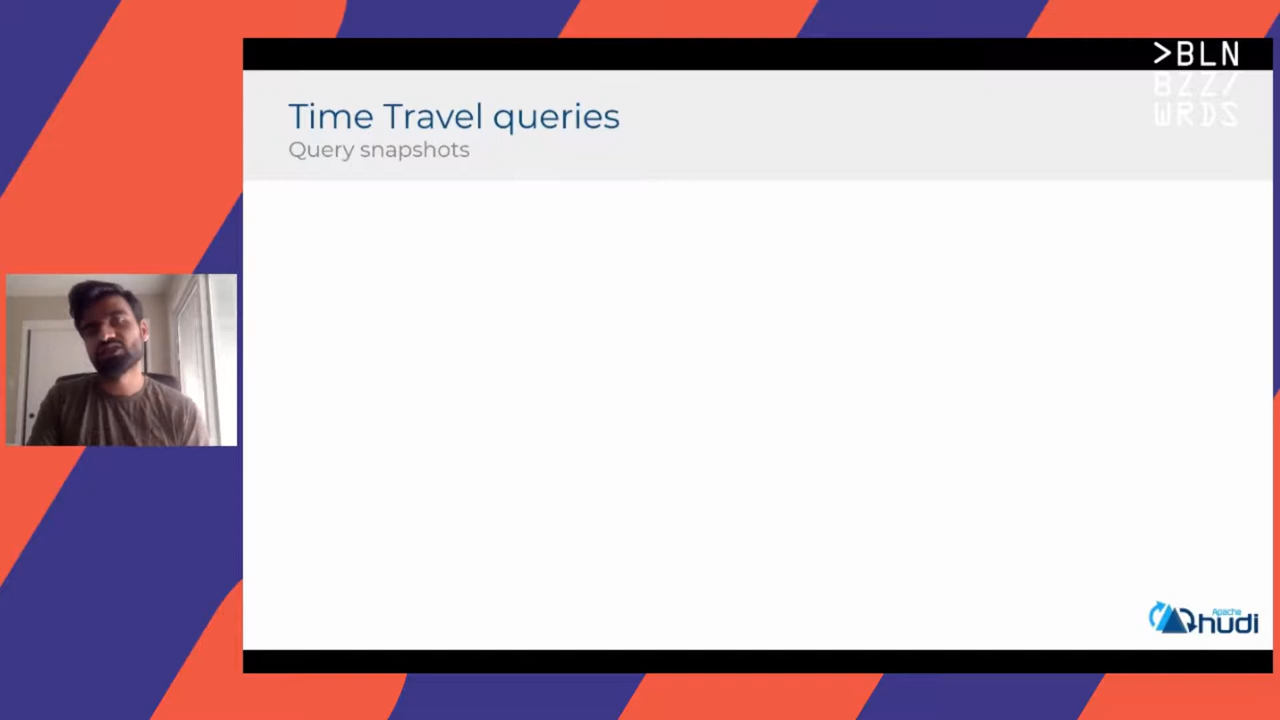 >BLN
BZZ/
WRDS
Time Travel queries
Query snapshots
Apache
hudi